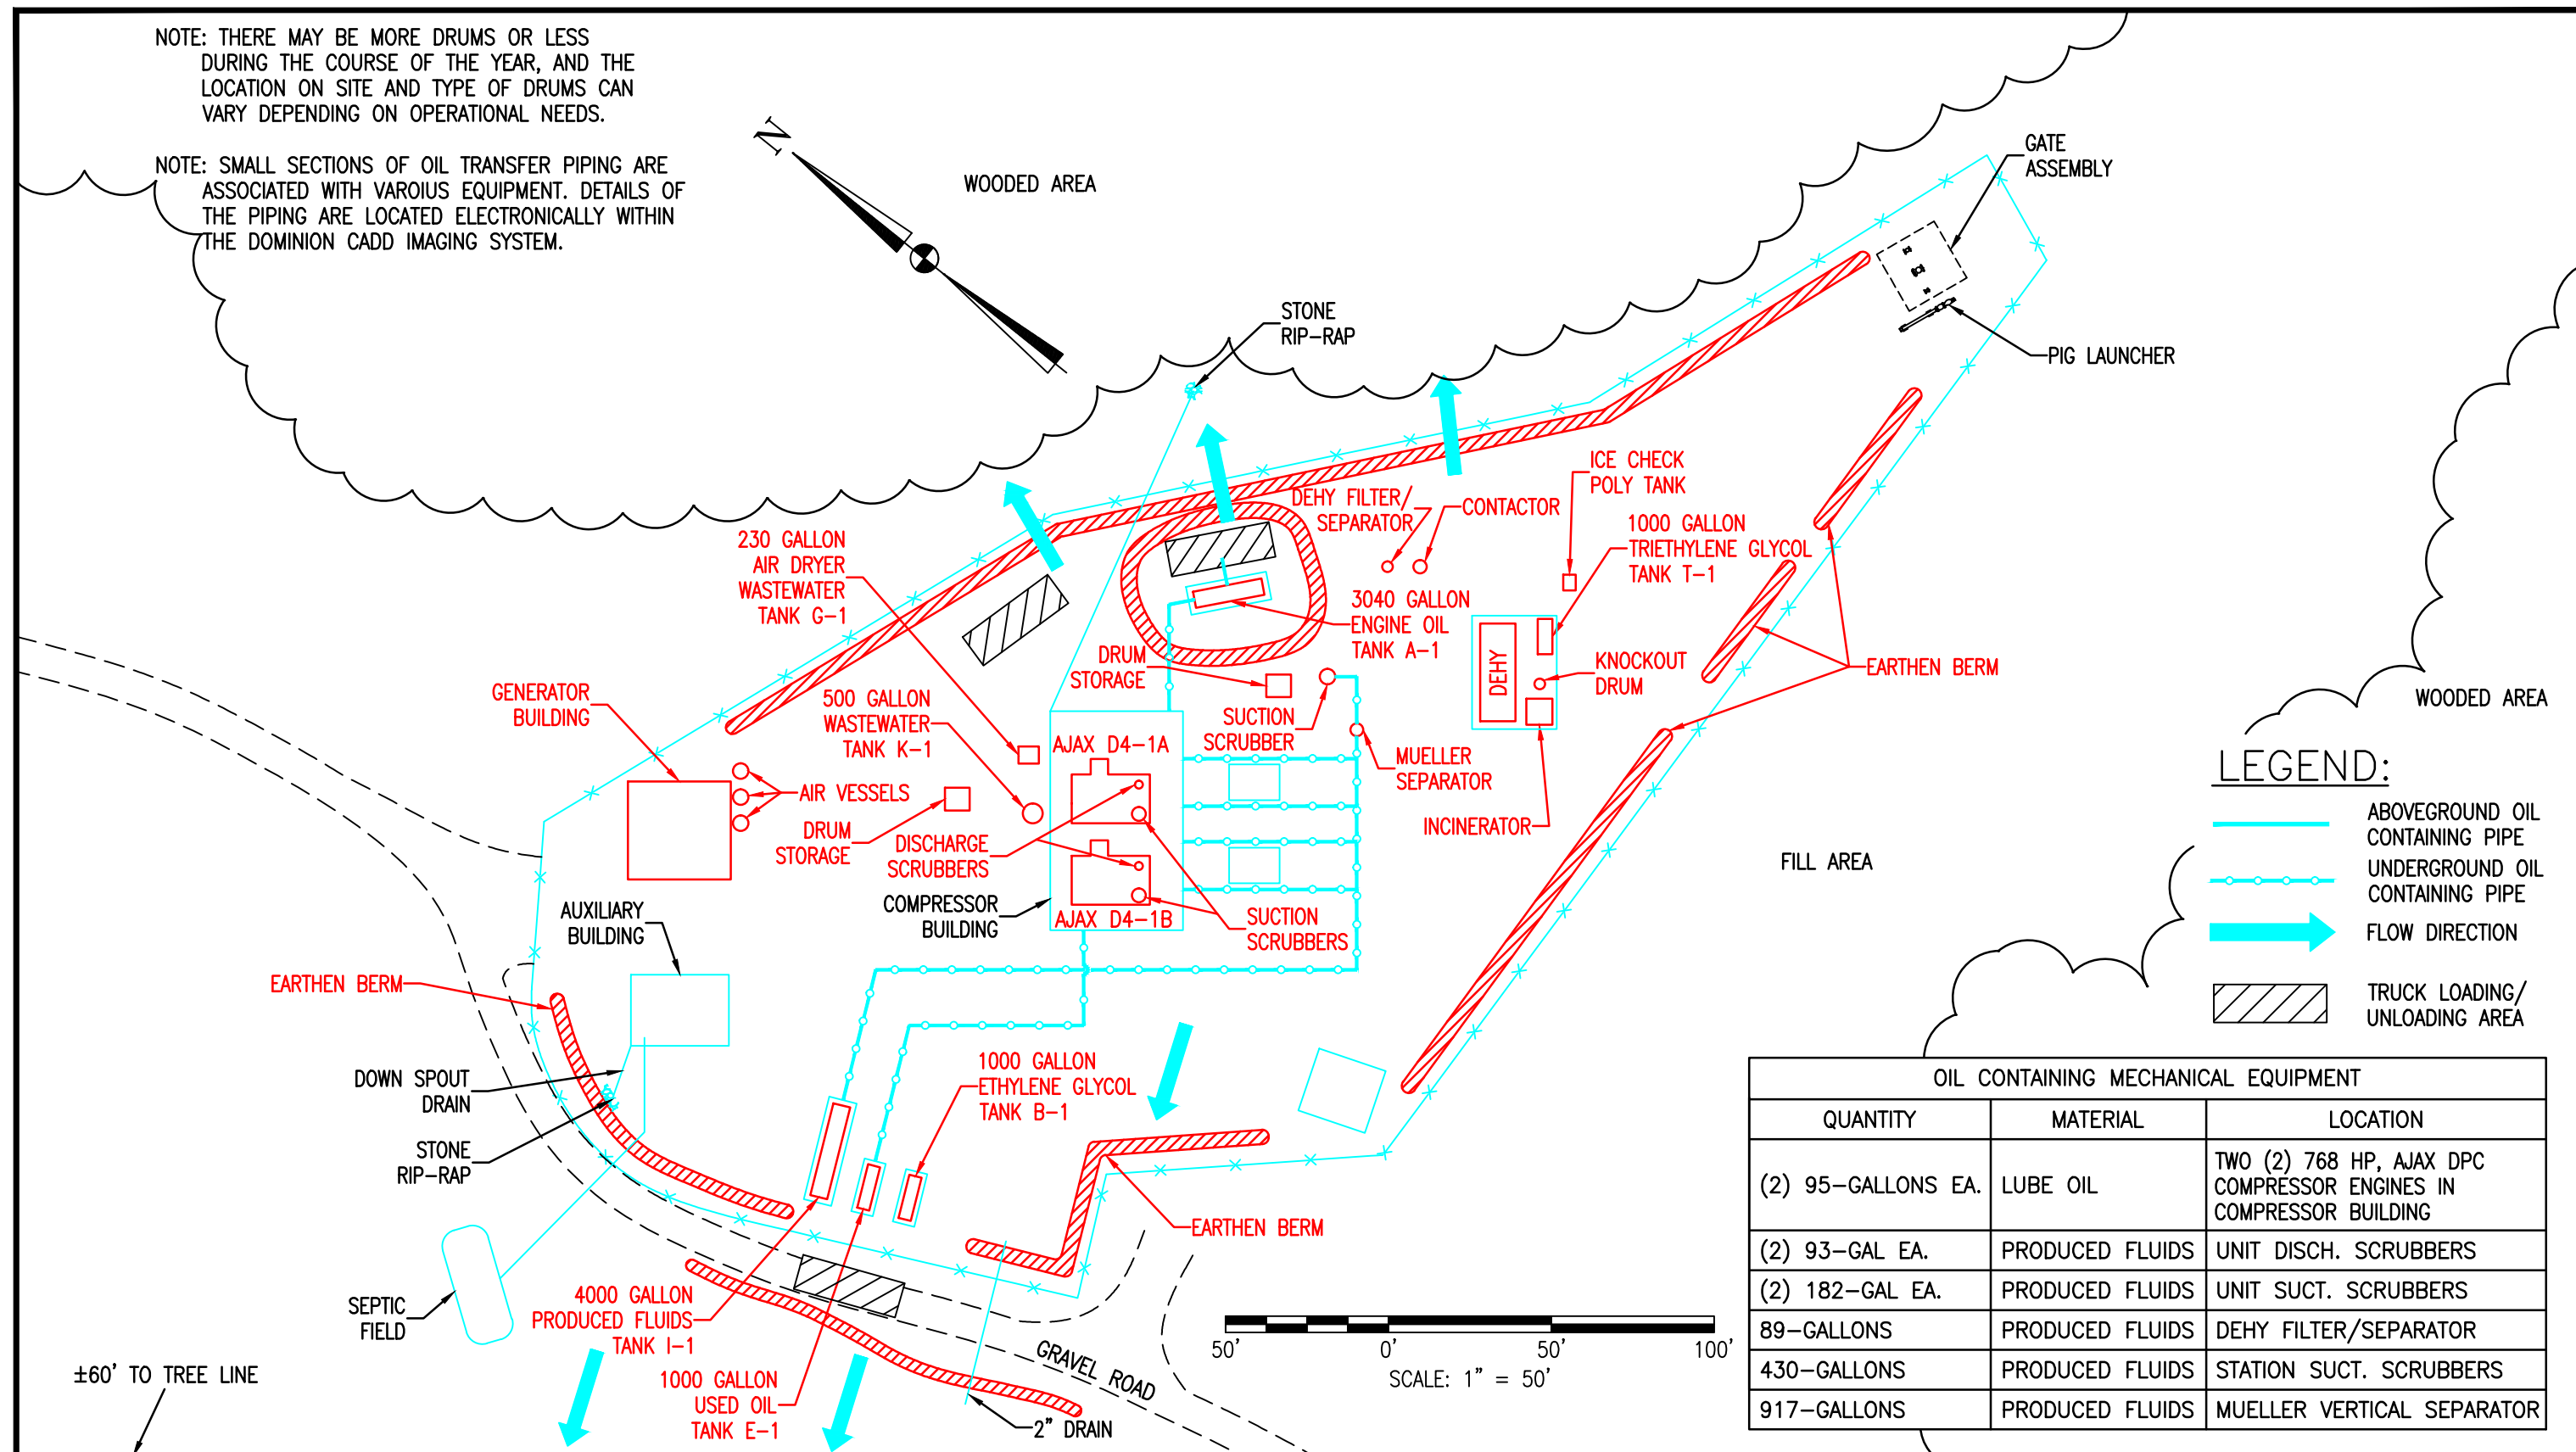 NOTE: THERE MAY BE MORE DRUMS OR LESS
DURING THE COURSE OF THE YEAR, AND THE
LOCATION ON SITE AND TYPE OF DRUMS CAN
VARY DEPENDING ON OPERATIONAL NEEDS.
NOTE: SMALL SECTIONS OF OIL TRANSFER PIPING ARE
ASSOCIATED WITH VAROIUS EQUIPMENT. DETAILS OF
THE PIPING ARE LOCATED ELECTRONICALLY WITHIN
THE DOMINION CADD IMAGING SYSTEM.
N
WOODED AREA
GATE
ASSEMBLY
PIG LAUNCHER
STONE
RIP-RAP
ICE CHECK
POLY TANK
DEHY FILTER/
SEPARATOR
CONTACTOR
1000 GALLON
TRIETHYLENE GLYCOL
TANK T-1
230 GALLON
AIR DRYER
WASTEWATER
TANK G-1
3040 GALLON
ENGINE OIL
TANK A-1
DRUM
STORAGE
DEHY
KNOCKOUT
DRUM
EARTHEN BERM
GENERATOR
BUILDING
500 GALLON
WASTEWATER
TANK K-1
SUCTION
SCRUBBER
AJAX D4-1A
MUELLER
SEPARATOR
AIR VESSELS
DRUM
STORAGE
DISCHARGE
SCRUBBERS
INCINERATOR
FILL AREA
WOODED AREA
LEGEND:
ABOVEGROUND OIL
CONTAINING PIPE
UNDERGROUND OIL
CONTAINING PIPE
FLOW DIRECTION
TRUCK LOADING/
UNLOADING AREA
AUXILIARY
BUILDING
COMPRESSOR
BUILDING
AJAX D4-1B
SUCTION
SCRUBBERS
EARTHEN BERM
DOWN SPOUT
DRAIN
STONE
RIP-RAP
1000 GALLON
ETHYLENE GLYCOL
TANK B-1
EARTHEN BERM
SEPTIC
FIELD
4000 GALLON
PRODUCED FLUIDS
TANK I-1
1000 GALLON
USED OIL
TANK E-1
GRAVEL ROAD
2" DRAIN
±60' TO TREE LINE
50' 0' 50' 100'
SCALE: 1" = 50'
OIL CONTAINING MECHANICAL EQUIPMENT
QUANTITY MATERIAL LOCATION
(2) 95-GALLONS EA. LUBE OIL TWO (2) 768 HP, AJAX DPC
COMPRESSOR ENGINES IN
COMPRESSOR BUILDING
(2) 93-GAL EA. PRODUCED FLUIDS UNIT DISCH. SCRUBBERS
(2) 182-GAL EA. PRODUCED FLUIDS UNIT SUCT. SCRUBBERS
89-GALLONS PRODUCED FLUIDS DEHY FILTER/SEPARATOR
430-GALLONS PRODUCED FLUIDS STATION SUCT. SCRUBBERS
917-GALLONS PRODUCED FLUIDS MUELLER VERTICAL SEPARATOR